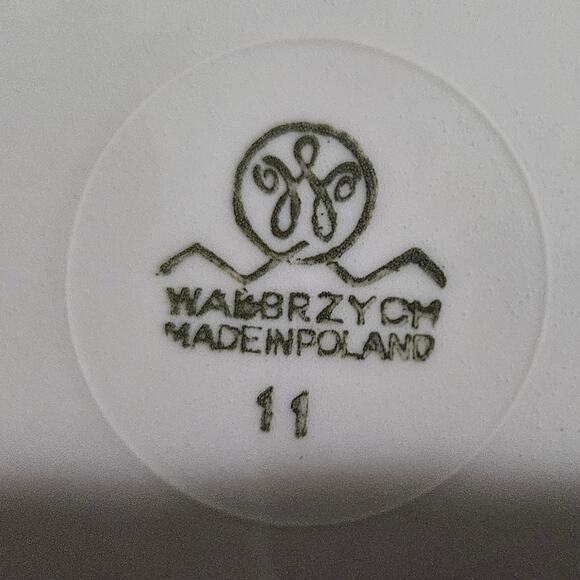 W
WAŁBRZYCH
MADE IN POLAND
11